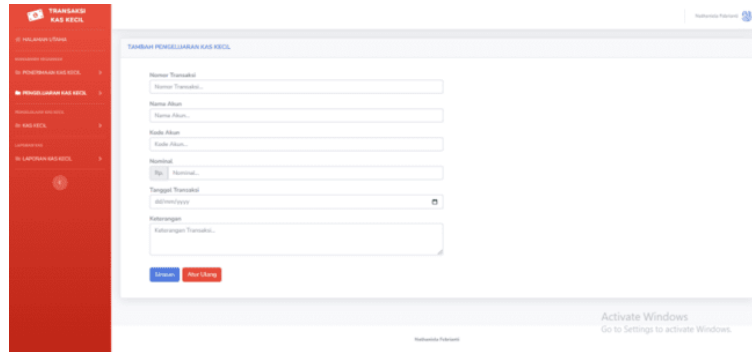 TRANSAKSI
KAS KECIL
HALAMAN UTAMA
PENERIMAAN KAS KECIL
PENGELUARAN KAS KECIL
KAS KECIL
LAPORAN KAS KECIL
TAMBAH PENGELUARAN KAS KECIL
Nomor Transaksi
Nomor Transaksi...
Nama Akun
Nama Akun...
Kode Akun
Kode Akun...
Nominal
Rp. Nominal...
Tanggal Transaksi
dd/mm/yyyy
Keterangan
Keterangan Transaksi...
Simpan Atur Ulang
Activate Windows
Go to Settings to activate Windows.